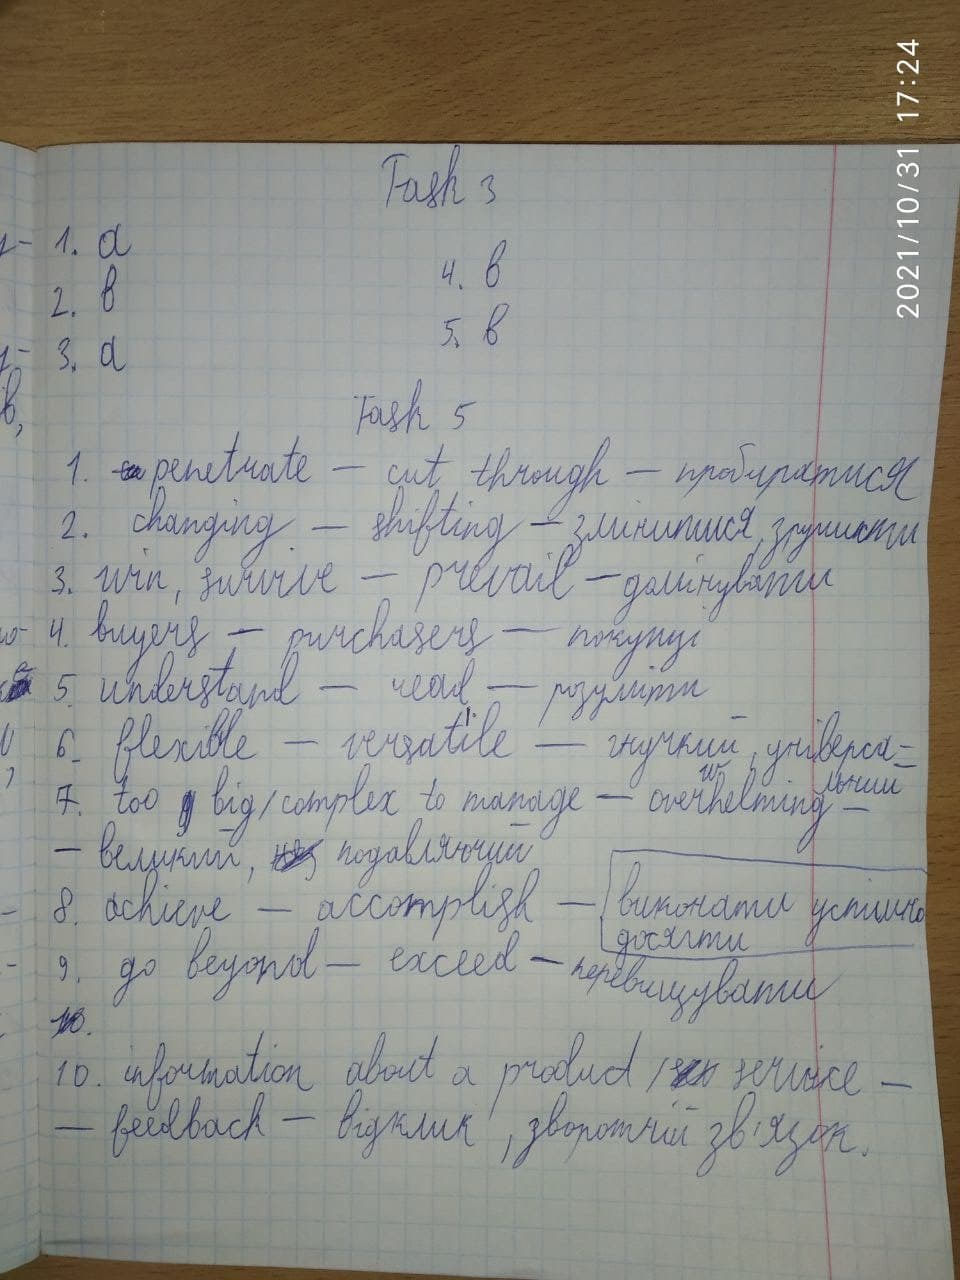 2021/10/31 17:24
Task 3
1. a
2. b
3. a
4. b
5. b
Task 5
1. penetrate — cut through — пробиратися
2. changing — shifting — змінитися, зрушити
3. win, survive — prevail — домінувати
4. buyers — purchasers — покупці
5. understand — read — розуміти
6. flexible — versatile — гнучкий, універса=
льний
7. too big/complex to manage — overwhelming —
— великий, подавляючий
8. achieve — accomplish — виконати успішно
досягти
9. go beyond — exceed — перевищувати
10. information about a product / service —
— feedback — відклик, зворотній зв'язок.